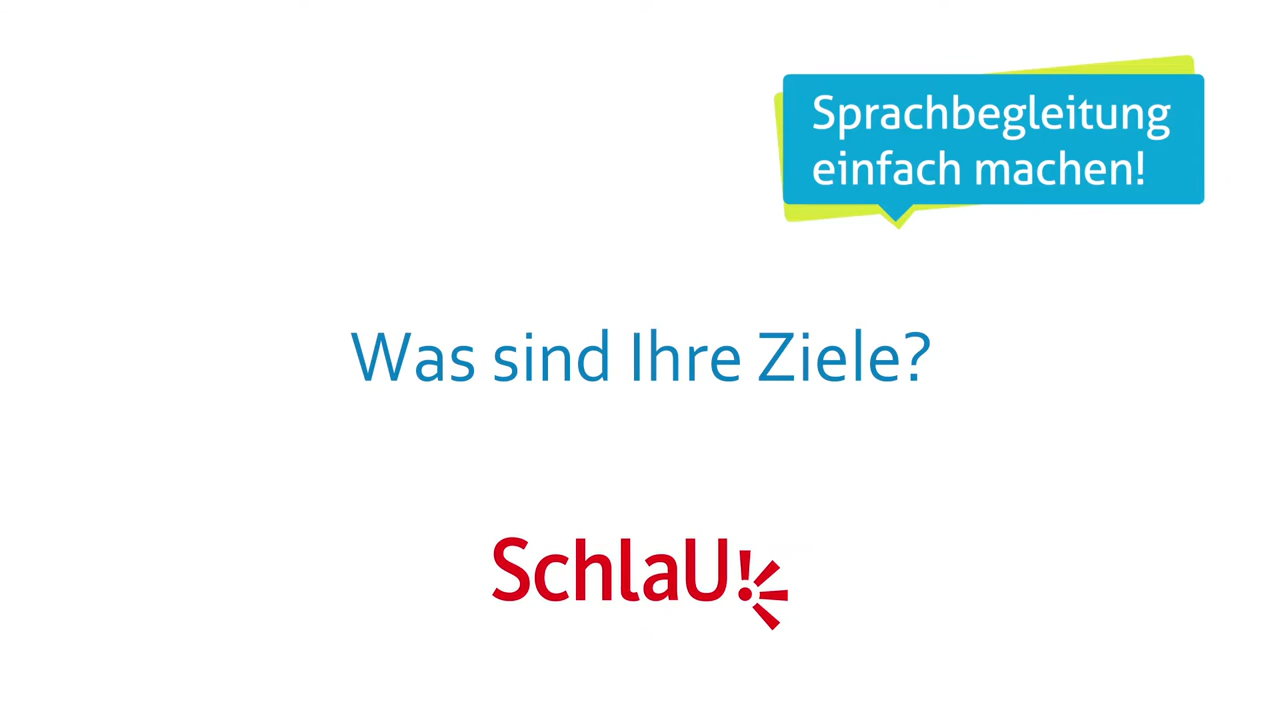 Sprachbegleitung
einfach machen!
Was sind Ihre Ziele?
SchlaU!